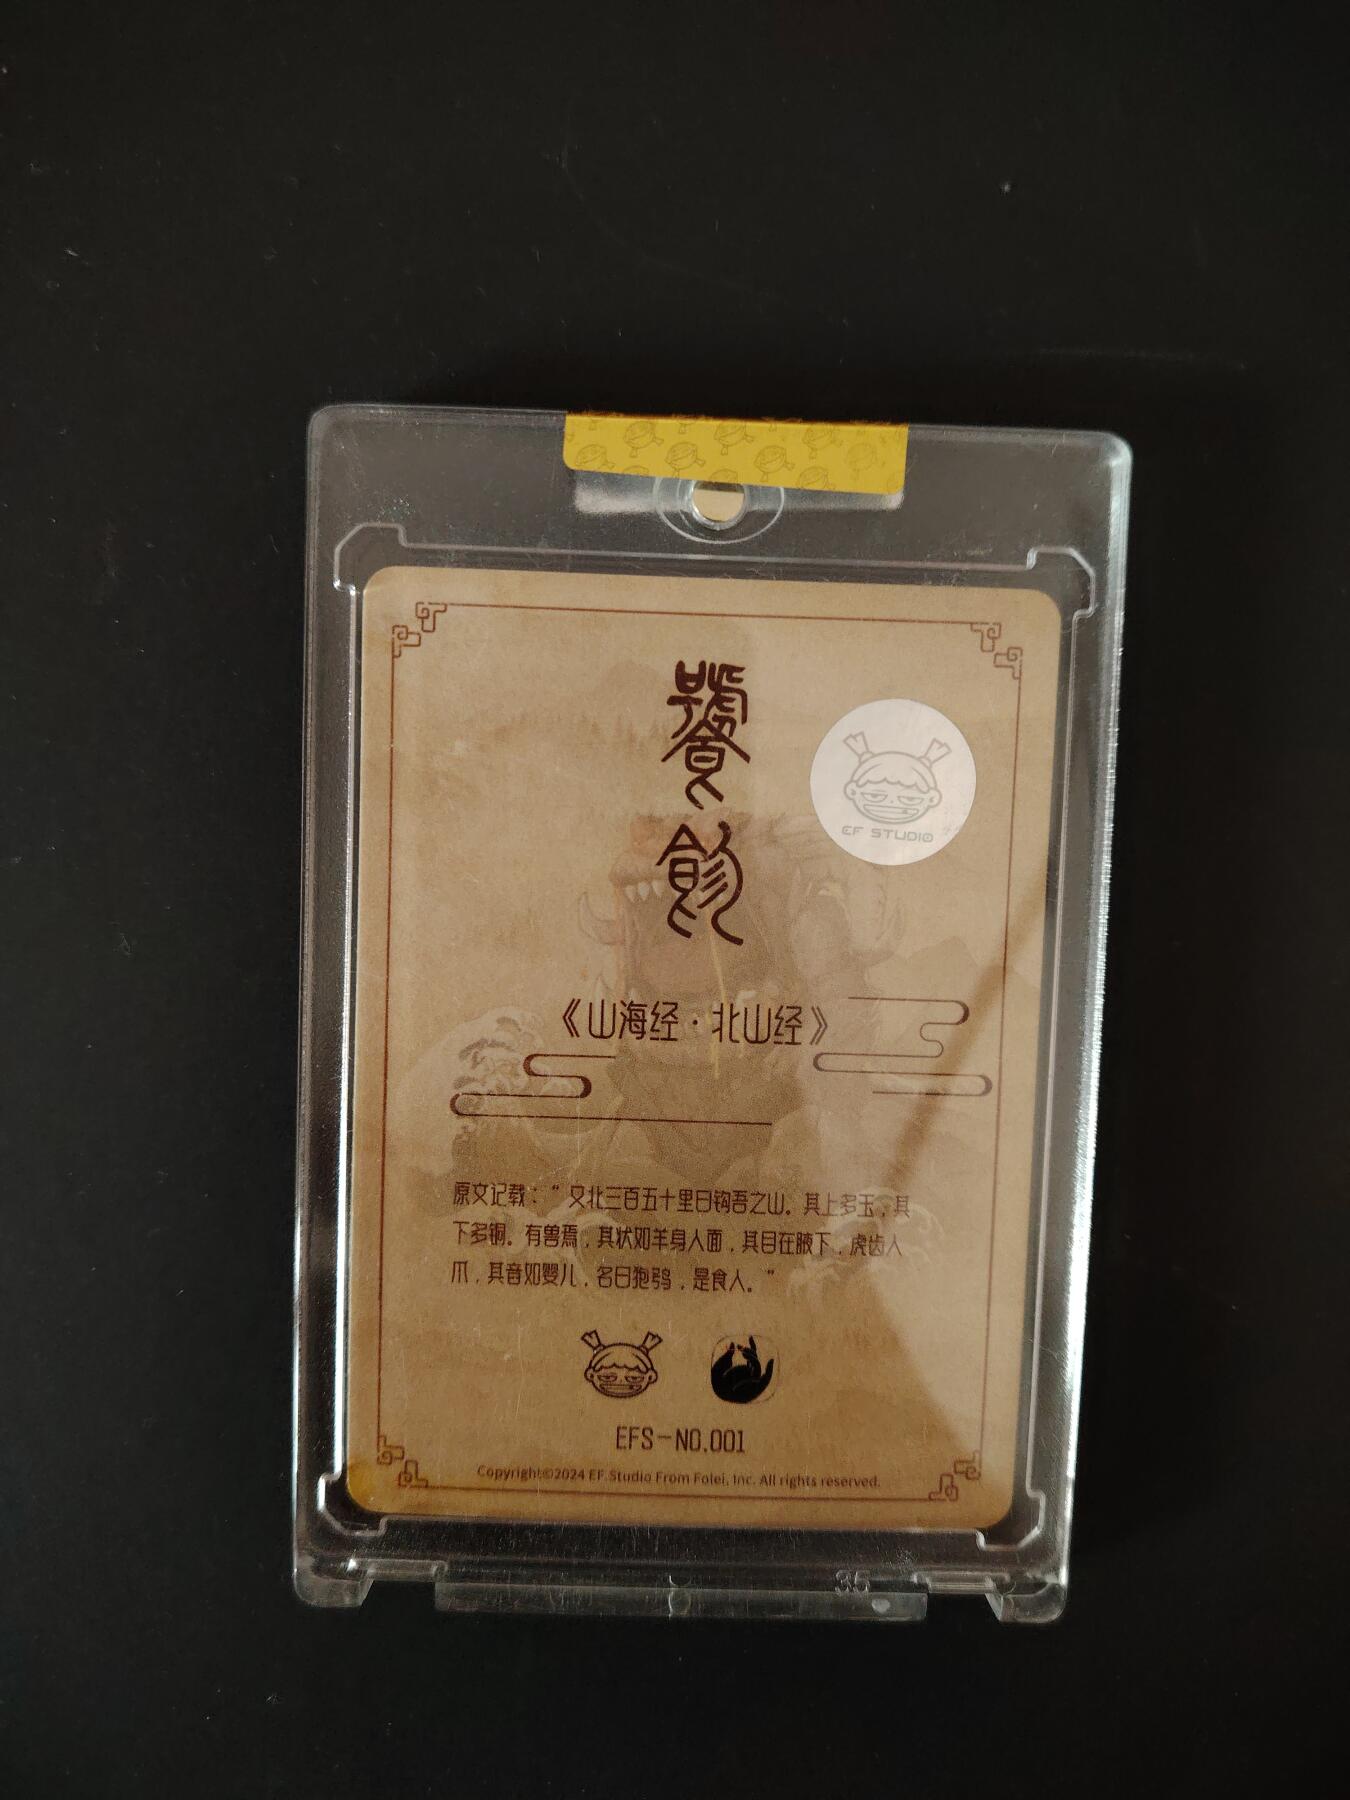 饕
飻
EF STUDIO
《山海经·北山经》
原文记载：“又北三百五十里曰钩吾之山。其上多玉，其
下多铜。有兽焉，其状如羊身人面，其目在腋下，虎齿人
爪，其音如婴儿，名曰狍鸮，是食人。”
EFS-NO.001
Copyright©2024 EF.Studio From Folei, Inc. All rights reserved.